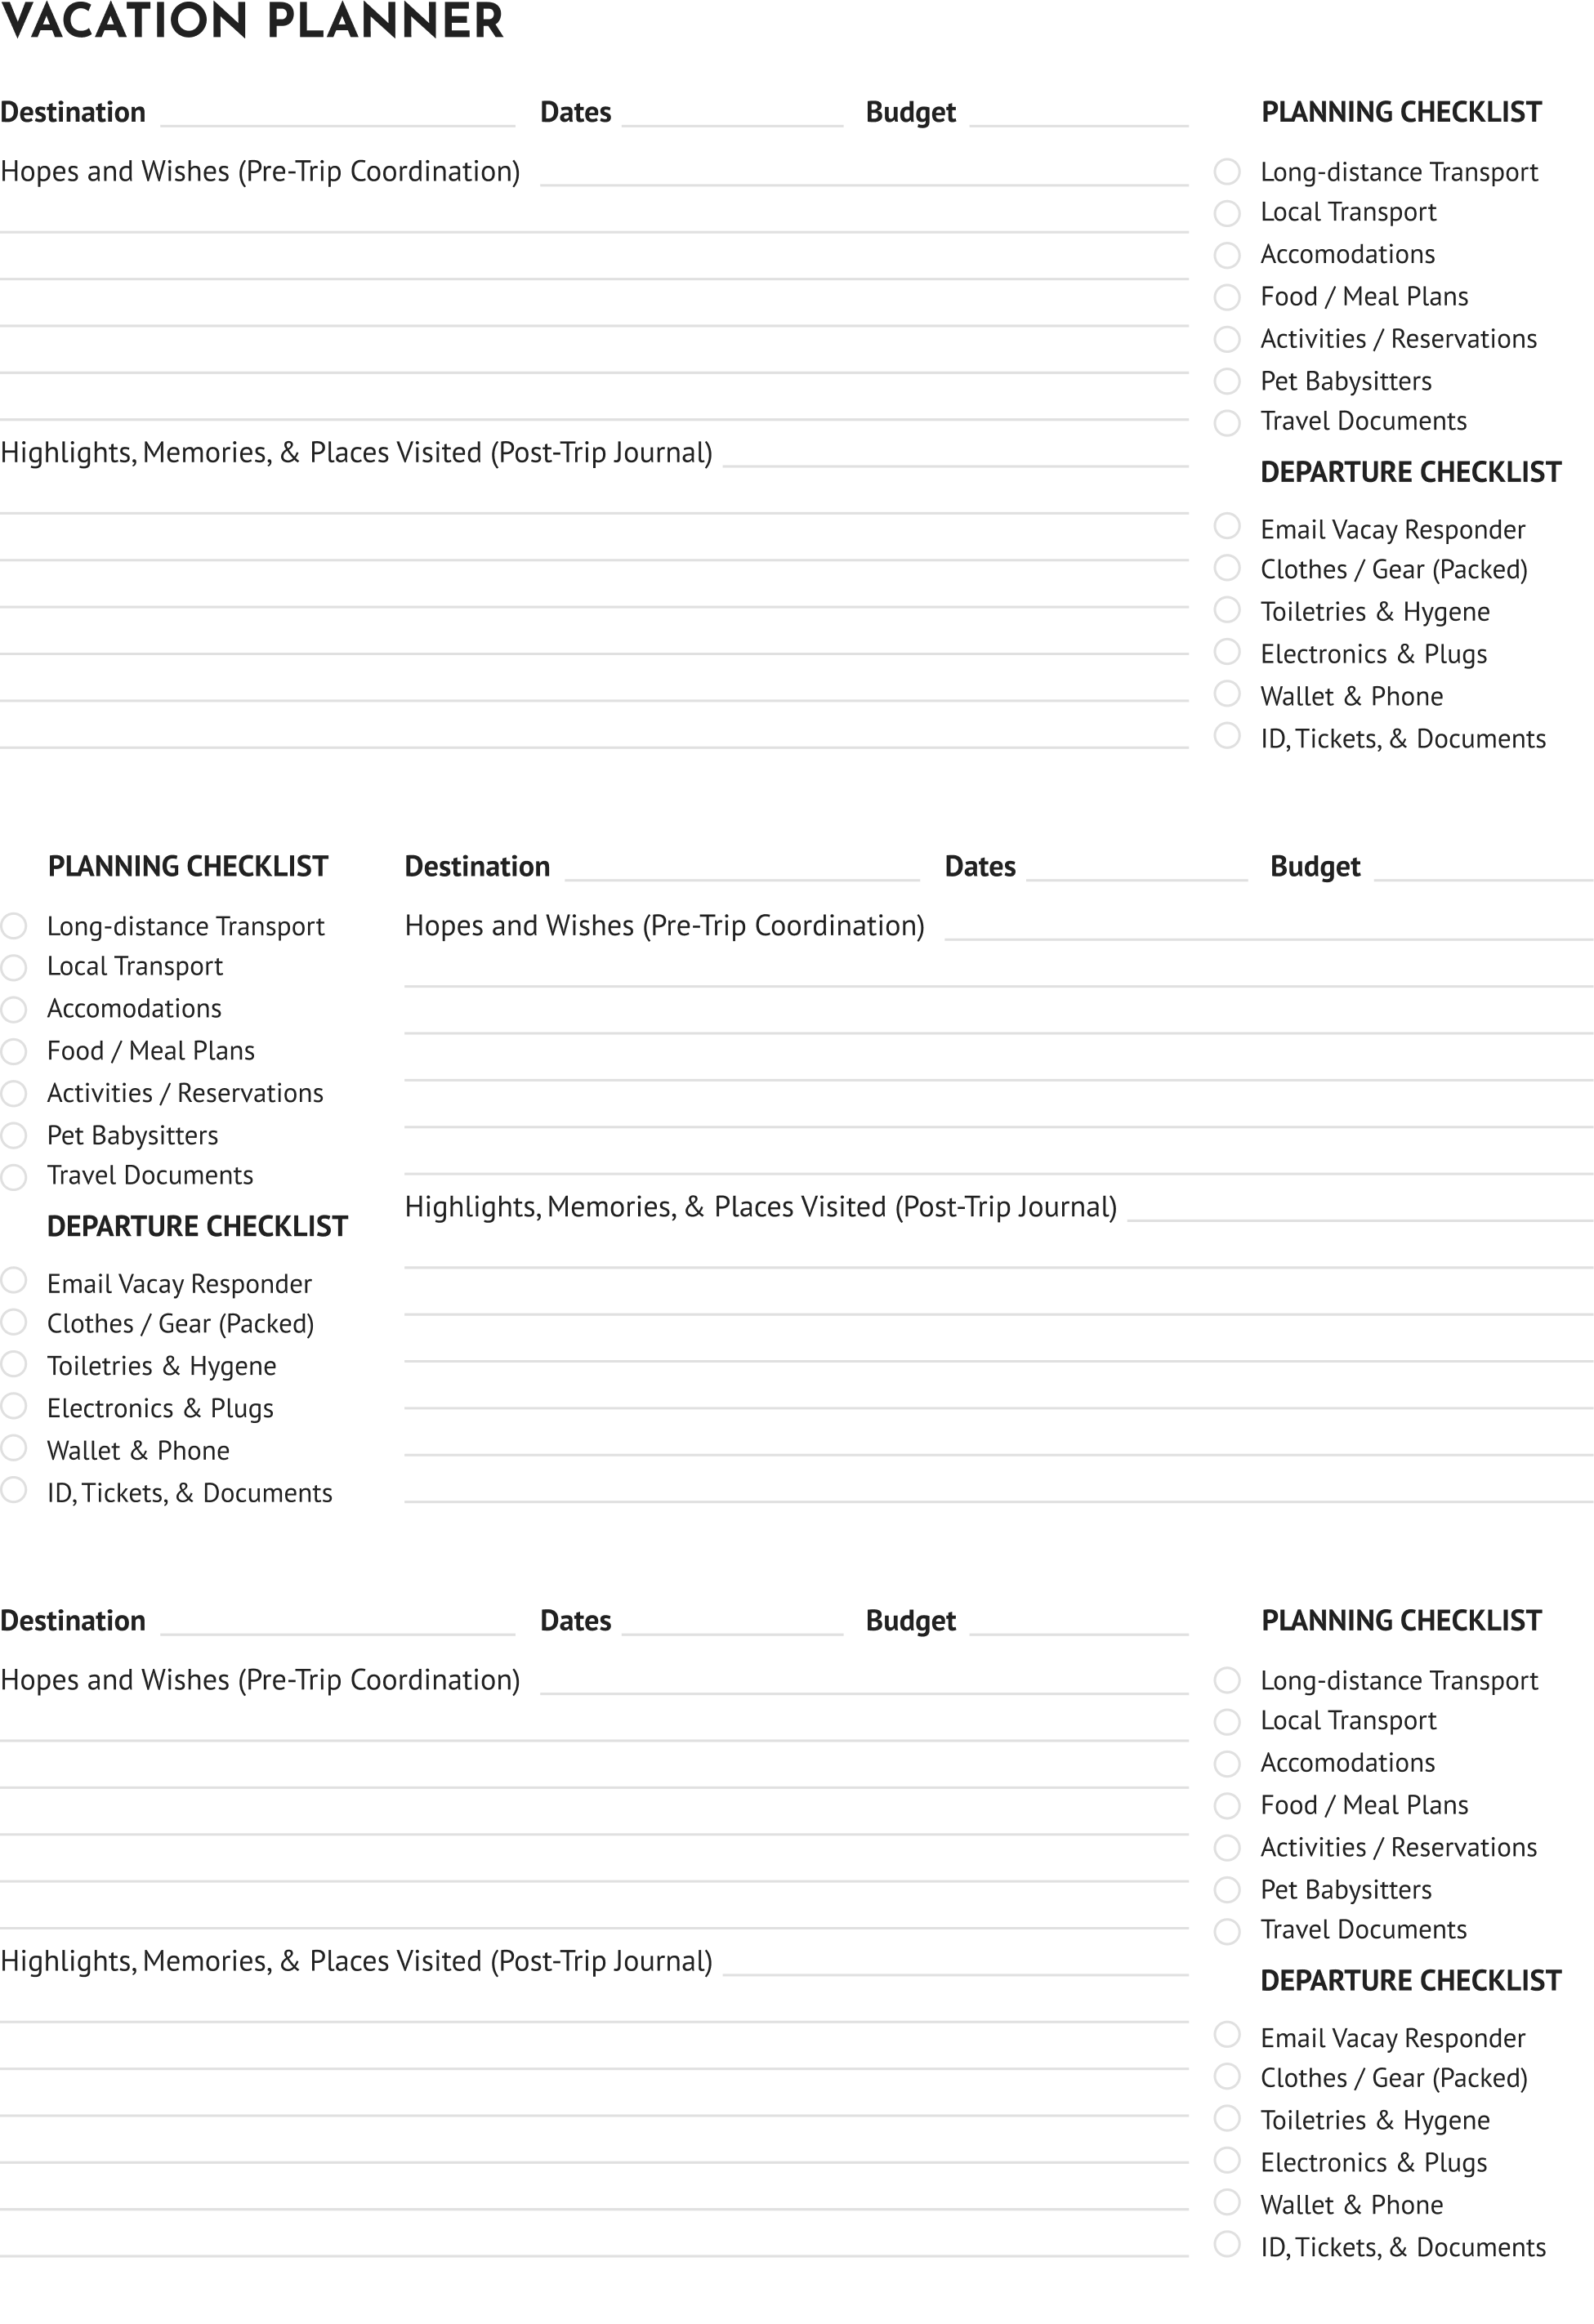 VACATION PLANNER
Destination Dates Budget
Hopes and Wishes (Pre-Trip Coordination)
Highlights, Memories, & Places Visited (Post-Trip Journal)
PLANNING CHECKLIST
Long-distance Transport
Local Transport
Accomodations
Food / Meal Plans
Activities / Reservations
Pet Babysitters
Travel Documents
DEPARTURE CHECKLIST
Email Vacay Responder
Clothes / Gear (Packed)
Toiletries & Hygene
Electronics & Plugs
Wallet & Phone
ID, Tickets, & Documents
PLANNING CHECKLIST
Long-distance Transport
Local Transport
Accomodations
Food / Meal Plans
Activities / Reservations
Pet Babysitters
Travel Documents
DEPARTURE CHECKLIST
Email Vacay Responder
Clothes / Gear (Packed)
Toiletries & Hygene
Electronics & Plugs
Wallet & Phone
ID, Tickets, & Documents
Destination Dates Budget
Hopes and Wishes (Pre-Trip Coordination)
Highlights, Memories, & Places Visited (Post-Trip Journal)
Destination Dates Budget
Hopes and Wishes (Pre-Trip Coordination)
Highlights, Memories, & Places Visited (Post-Trip Journal)
PLANNING CHECKLIST
Long-distance Transport
Local Transport
Accomodations
Food / Meal Plans
Activities / Reservations
Pet Babysitters
Travel Documents
DEPARTURE CHECKLIST
Email Vacay Responder
Clothes / Gear (Packed)
Toiletries & Hygene
Electronics & Plugs
Wallet & Phone
ID, Tickets, & Documents